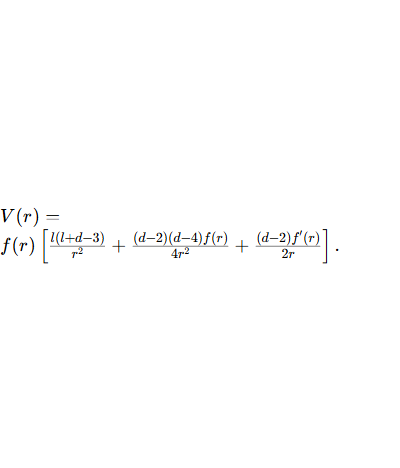 V(r) =
f(r) [ l(l+d−3)/r² + (d−2)(d−4)f(r)/4r² + (d−2)f′(r)/2r ] .